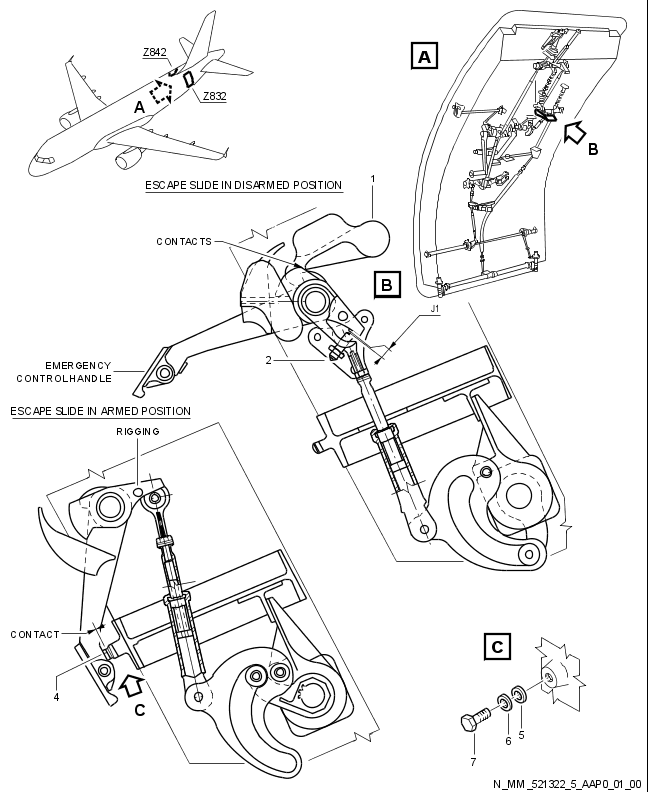 Z842
A
Z832
A
B
ESCAPE SLIDE IN DISARMED POSITION
1
CONTACTS
B
J1
2
EMERGENCY
CONTROLHANDLE
ESCAPE SLIDE IN ARMED POSITION
RIGGING
CONTACT
4
C
C
5
6
7
N_MM_521322_5_AAP0_01_00